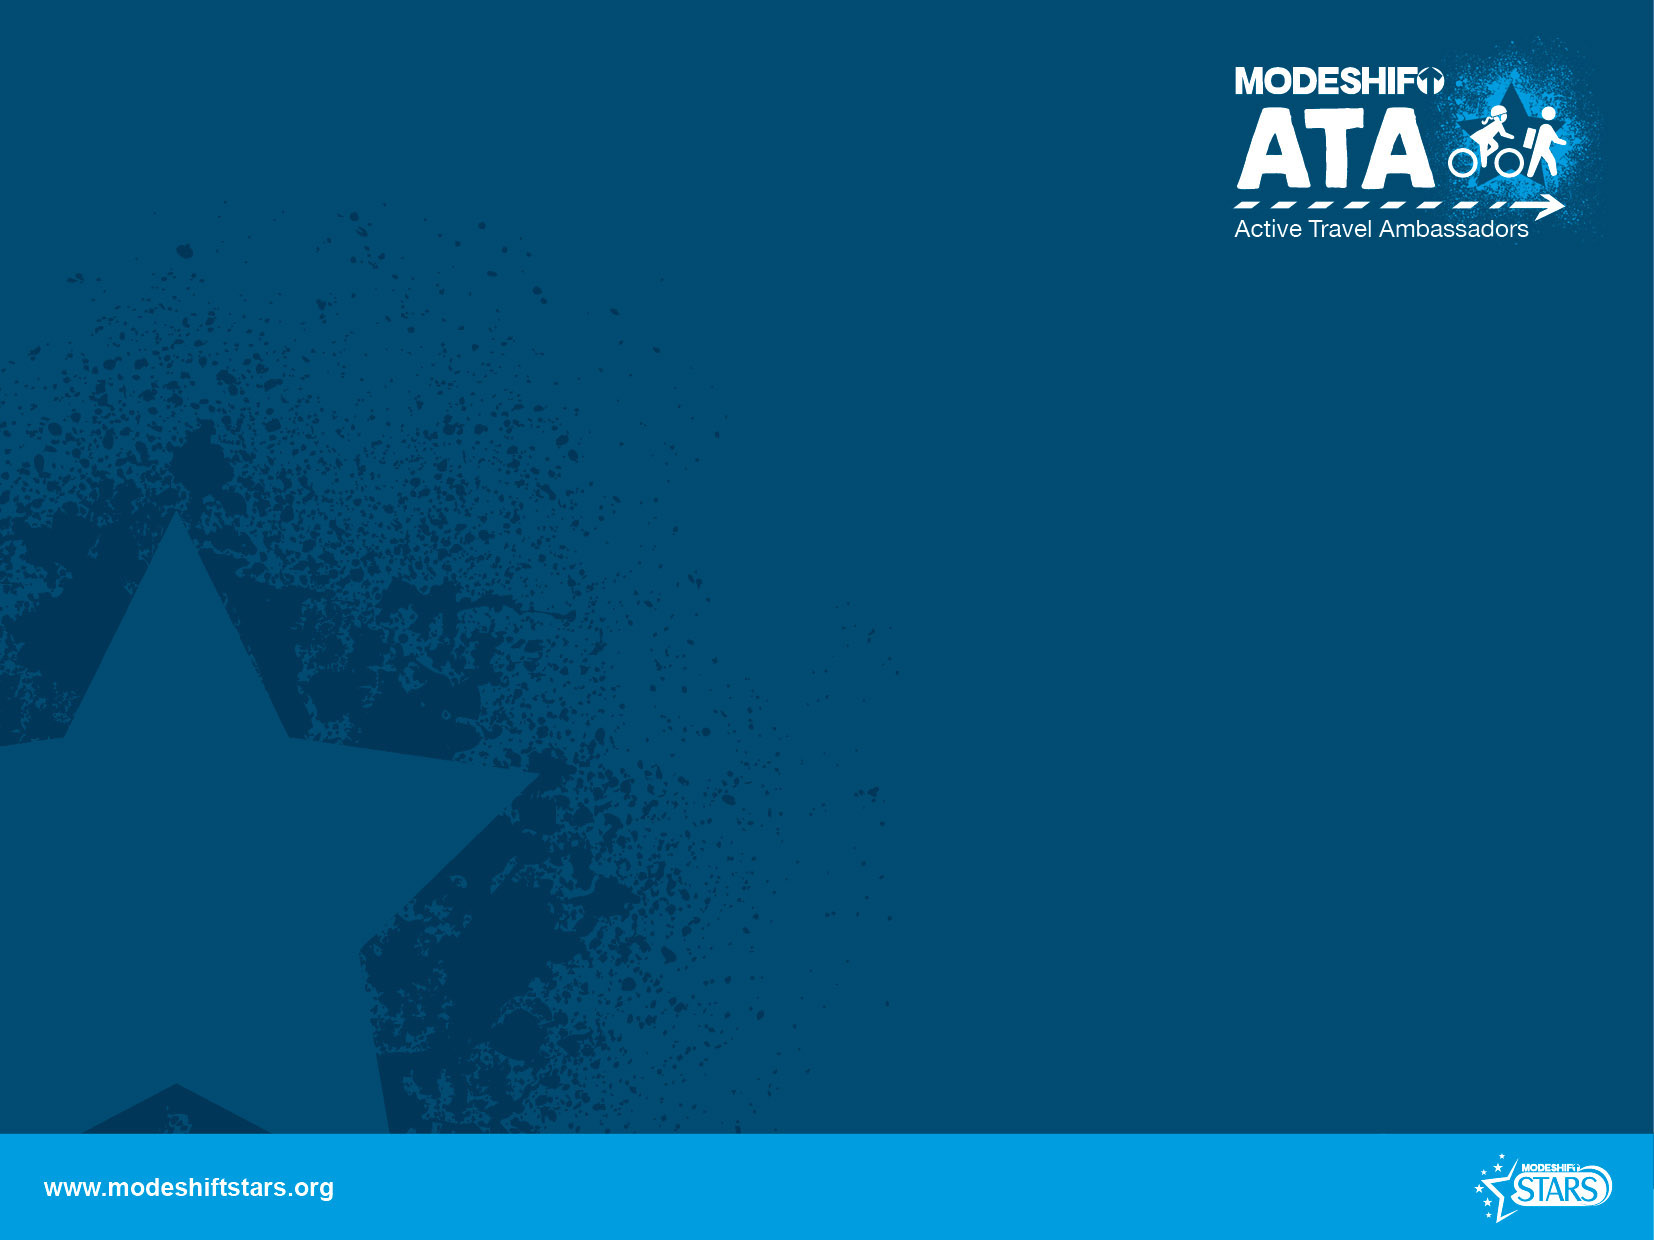 MODESHIFT
ATA
Active Travel Ambassadors
www.modeshiftstars.org
MODESHIFT
STARS